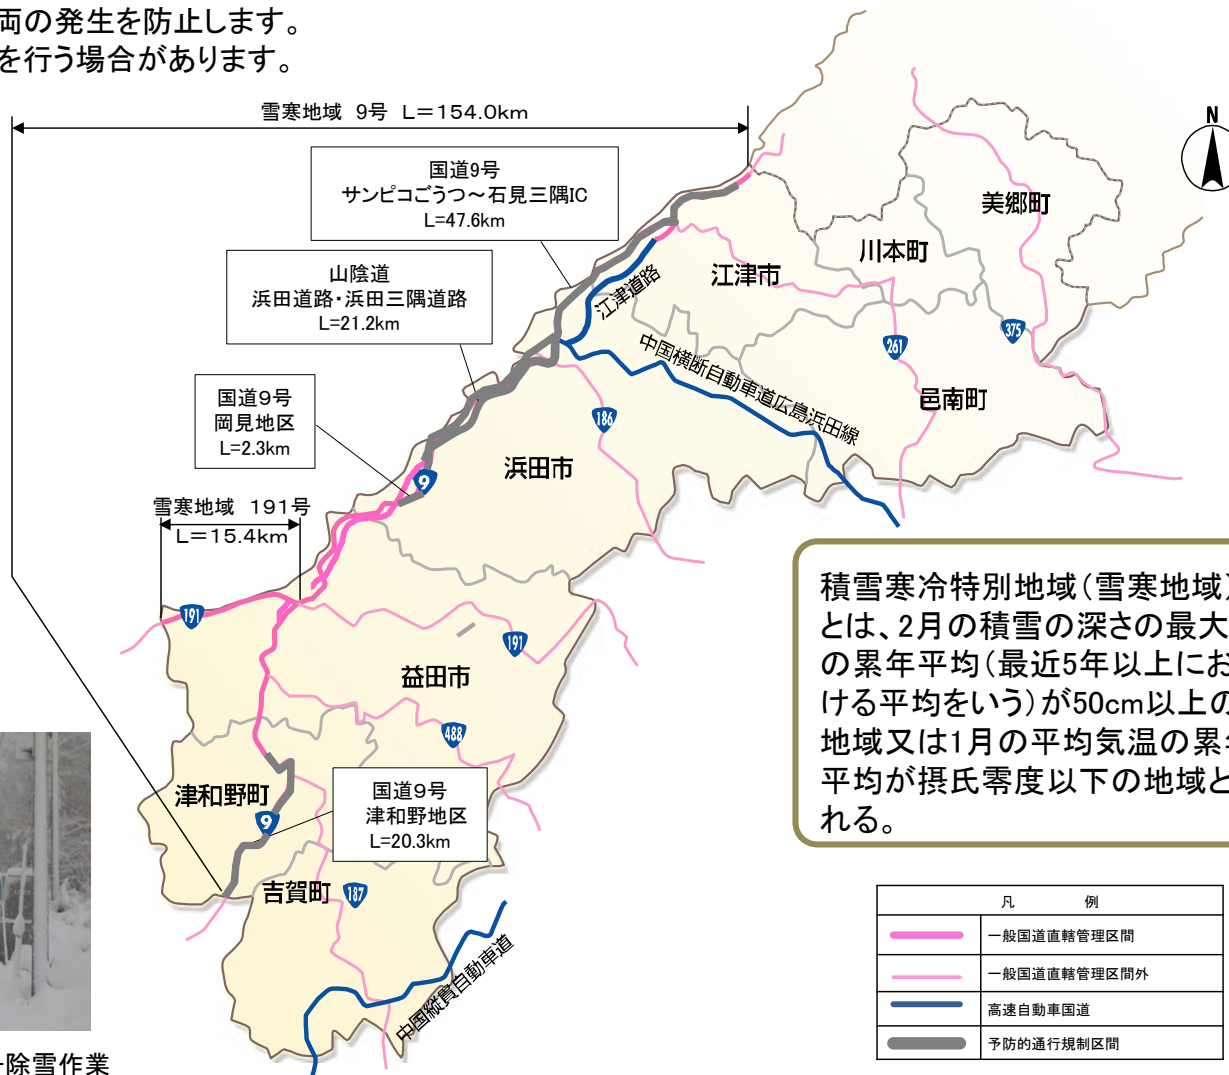 両の発生を防止します。
を行う場合があります。
雪寒地域 9号 L=154.0km
国道9号
サンピコごうつ～石見三隅IC
L=47.6km
山陰道
浜田道路・浜田三隅道路
L=21.2km
国道9号
岡見地区
L=2.3km
雪寒地域 191号
L=15.4km
N
美郷町
川本町
江津市
江津道路
375
261
中国横断自動車道広島浜田線
邑南町
186
浜田市
9
191
191
益田市
488
津和野町
9
国道9号
津和野地区
L=20.3km
吉賀町
187
中国縦貫自動車道
積雪寒冷特別地域(雪寒地域)
とは、2月の積雪の深さの最大
の累年平均(最近5年以上にお
ける平均をいう)が50cm以上の
地域又は1月の平均気温の累年
平均が摂氏零度以下の地域と
れる。
凡 例
一般国道直轄管理区間
一般国道直轄管理区間外
高速自動車国道
予防的通行規制区間
除雪作業